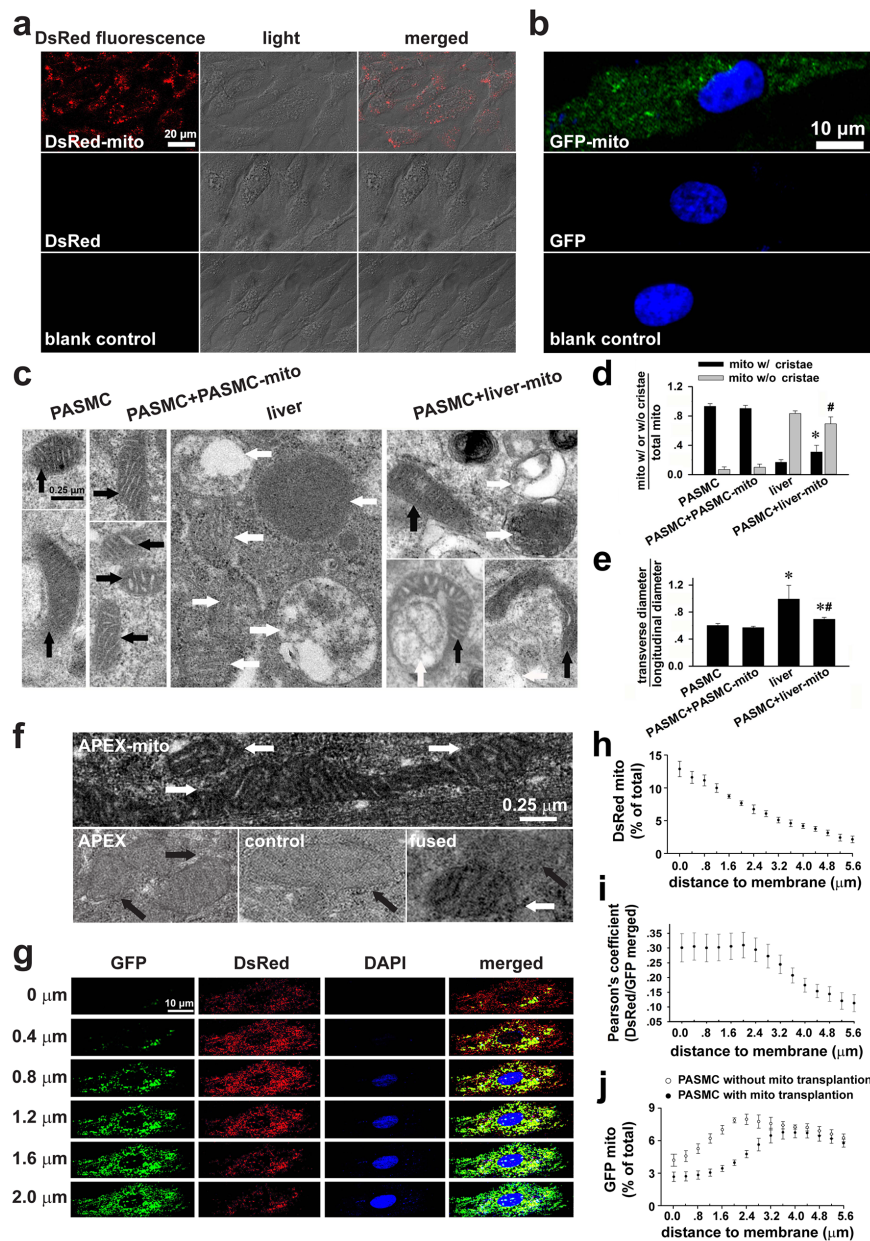 a
DsRed fluorescence
light
merged
20 µm
DsRed-mito
DsRed
blank control
b
GFP-mito
10 µm
GFP
blank control
c
PASMC
PASMC+PASMC-mito
liver
PASMC+liver-mito
0.25 µm
d
mito w/ cristae
mito w/o cristae
mito w/ or w/o cristae
total mito
1.2
.8
.4
0.0
*
#
PASMC
PASMC+PASMC-mito
liver
PASMC+liver-mito
e
transverse diameter
longitudinal diameter
1.2
.8
.4
0
*
*#
PASMC
PASMC+PASMC-mito
liver
PASMC+liver-mito
f
APEX-mito
0.25 µm
APEX
control
fused
g
GFP
DsRed
DAPI
merged
0 µm
10 µm
0.4 µm
0.8 µm
1.2 µm
1.6 µm
2.0 µm
h
DsRed mito
(% of total)
15
10
5
0
0.0 .8 1.6 2.4 3.2 4.0 4.8 5.6
distance to membrane (µm)
i
Pearson's coefficient
(DsRed/GFP merged)
.35
.30
.25
.20
.15
.10
.05
0.0 .8 1.6 2.4 3.2 4.0 4.8 5.6
distance to membrane (µm)
j
PASMC without mito transplantion
PASMC with mito transplantion
GFP mito
(% of total)
9
6
3
0
0.0 .8 1.6 2.4 3.2 4.0 4.8 5.6
distance to membrane (µm)